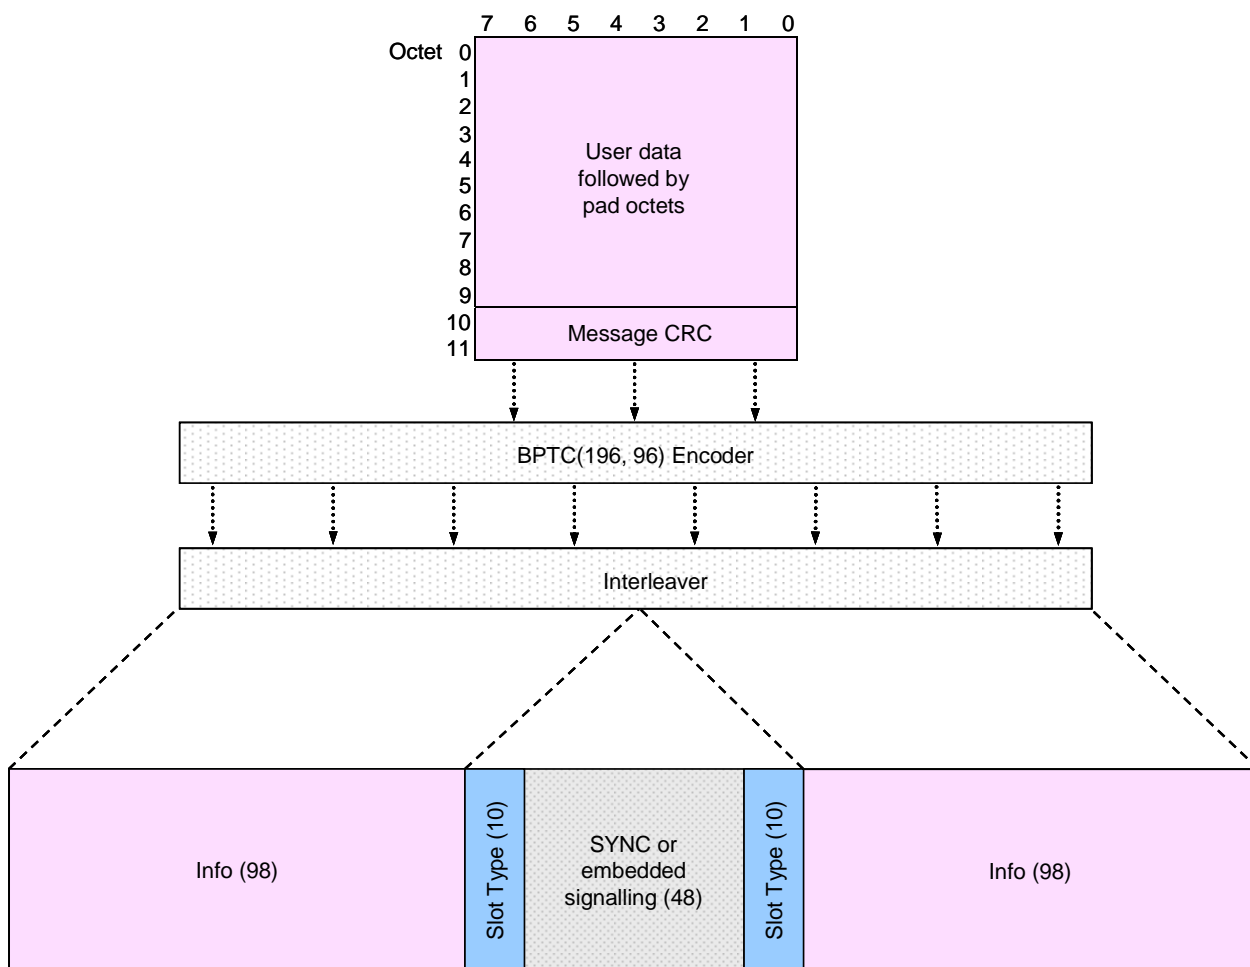 7 6 5 4 3 2 1 0
Octet 0
1
2
3
4
5
6
7
8
9
10
11
User data
followed by
pad octets
Message CRC
BPTC(196, 96) Encoder
Interleaver
Info (98)
Slot Type (10)
SYNC or
embedded
signalling (48)
Slot Type (10)
Info (98)